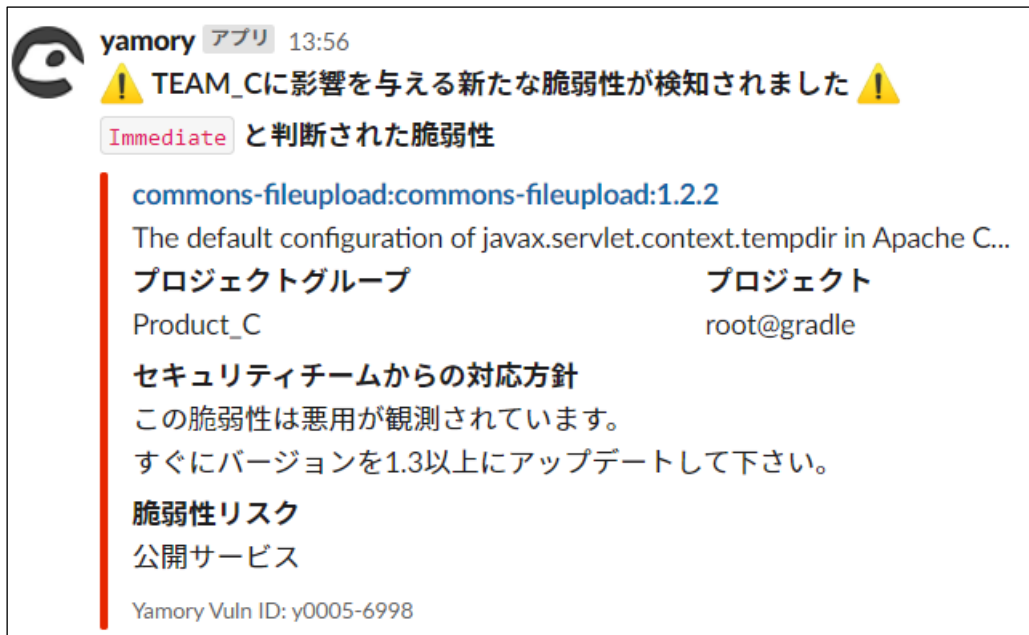 yamory アプリ 13:56
⚠️ TEAM_Cに影響を与える新たな脆弱性が検知されました ⚠️
Immediate と判断された脆弱性
commons-fileupload:commons-fileupload:1.2.2
The default configuration of javax.servlet.context.tempdir in Apache C...
プロジェクトグループ プロジェクト
Product_C root@gradle
セキュリティチームからの対応方針
この脆弱性は悪用が観測されています。
すぐにバージョンを1.3以上にアップデートして下さい。
脆弱性リスク
公開サービス
Yamory Vuln ID: y0005-6998